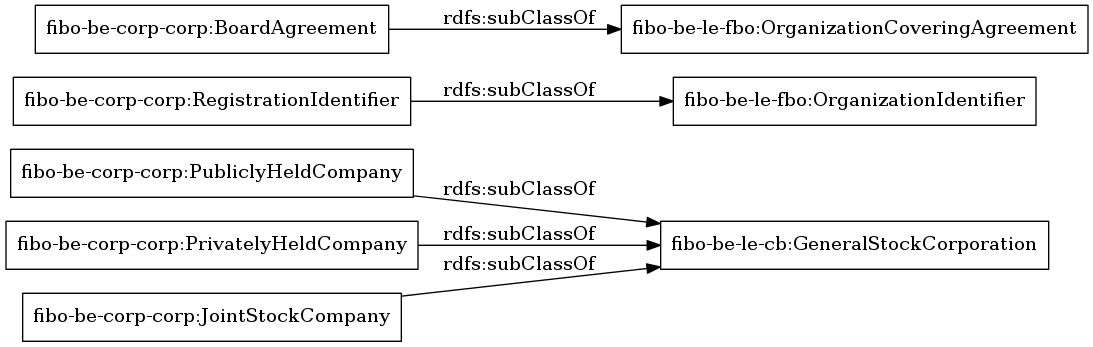 fibo-be-corp-corp:BoardAgreement rdfs:subClassOf fibo-be-le-fbo:OrganizationCoveringAgreement
fibo-be-corp-corp:RegistrationIdentifier rdfs:subClassOf fibo-be-le-fbo:OrganizationIdentifier
fibo-be-corp-corp:PubliclyHeldCompany rdfs:subClassOf
fibo-be-corp-corp:PrivatelyHeldCompany rdfs:subClassOf fibo-be-le-cb:GeneralStockCorporation
rdfs:subClassOf
fibo-be-corp-corp:JointStockCompany